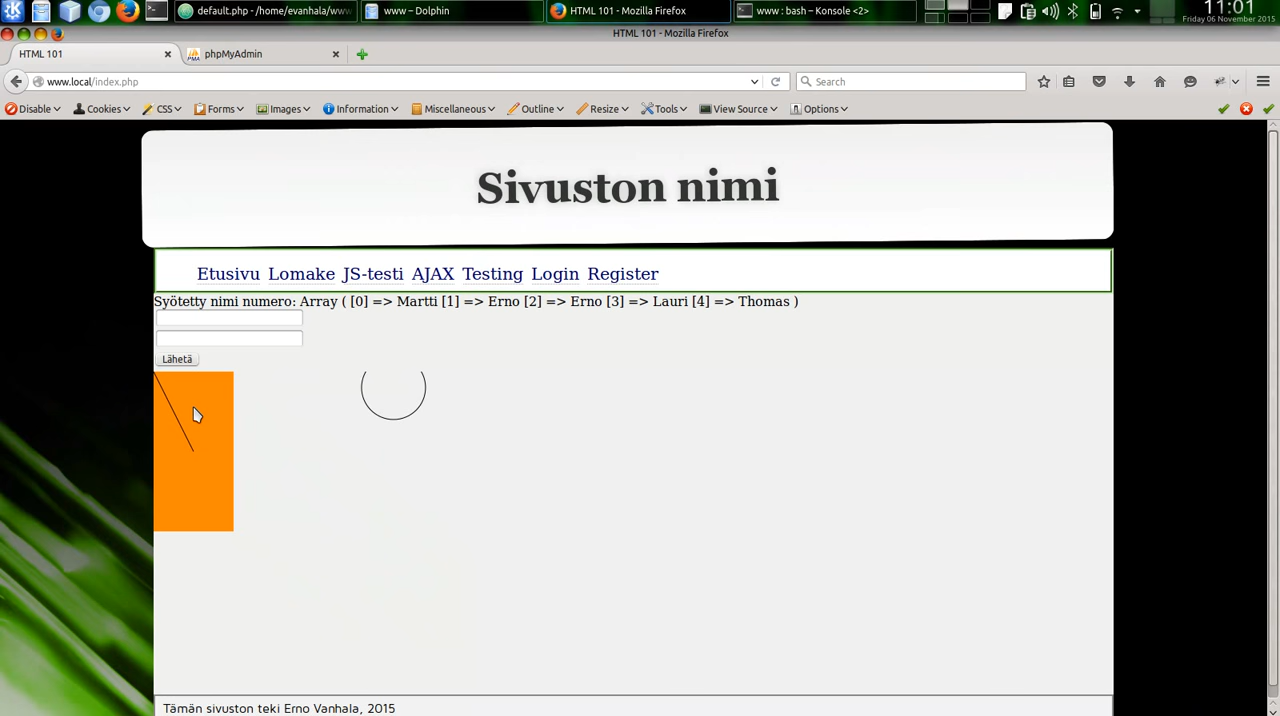 default.php - /home/evanhala/www
www – Dolphin
HTML 101 - Mozilla Firefox
www : bash – Konsole <2>
11:01
Friday 06 November 2015
HTML 101 - Mozilla Firefox
HTML 101
phpMyAdmin
www.local/index.php
Search
Disable
Cookies
CSS
Forms
Images
Information
Miscellaneous
Outline
Resize
Tools
View Source
Options
Sivuston nimi
Etusivu Lomake JS-testi AJAX Testing Login Register
Syötetty nimi numero: Array ( [0] => Martti [1] => Erno [2] => Erno [3] => Lauri [4] => Thomas )
Lähetä
Tämän sivuston teki Erno Vanhala, 2015